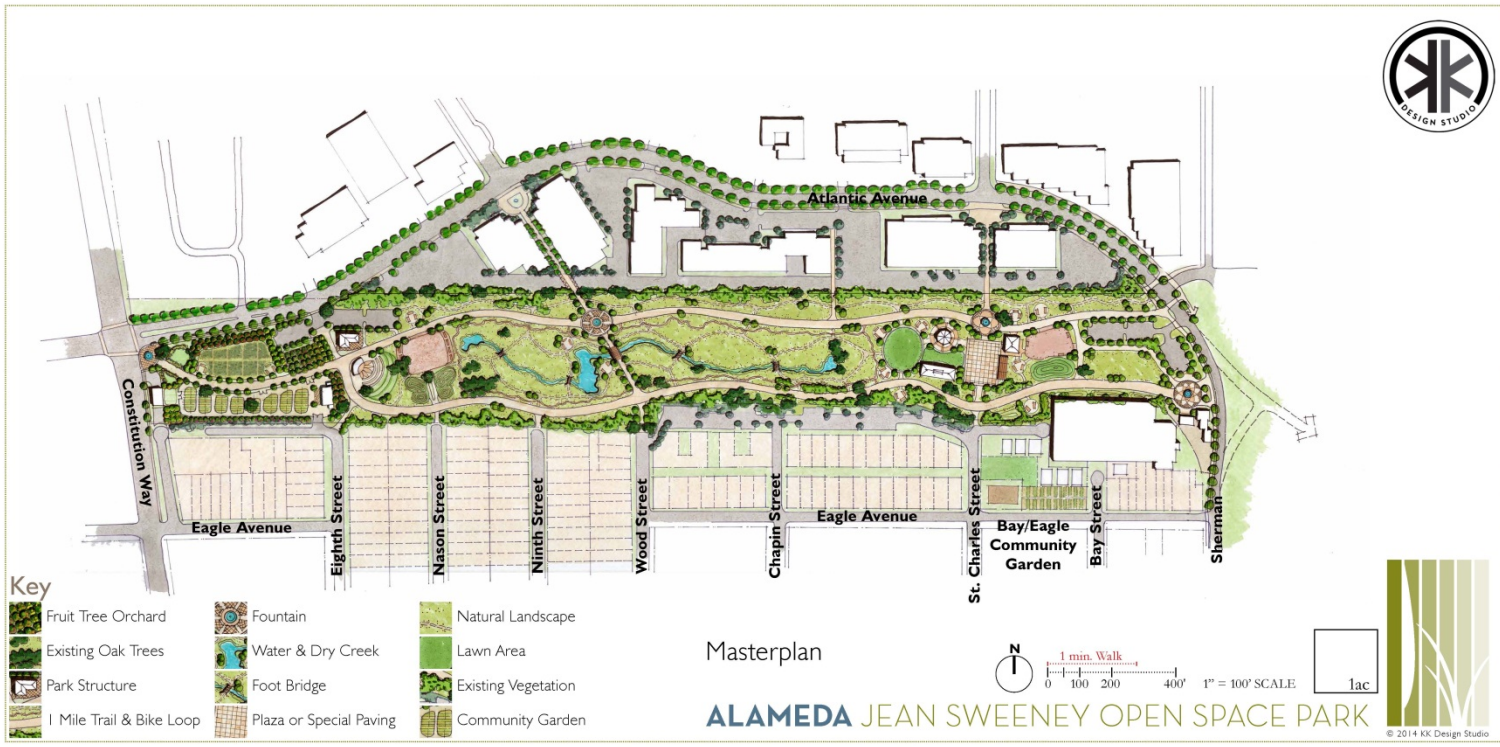 DESIGN STUDIO
Atlantic Avenue
Constitution Way
Eagle Avenue
Eighth Street
Nason Street
Ninth Street
Wood Street
Chapin Street
Eagle Avenue
St. Charles Street
Bay/Eagle
Community
Garden
Bay Street
Sherman
Key
Fruit Tree Orchard
Existing Oak Trees
Park Structure
1 Mile Trail & Bike Loop
Fountain
Water & Dry Creek
Foot Bridge
Plaza or Special Paving
Natural Landscape
Lawn Area
Existing Vegetation
Community Garden
Masterplan
N
1 min. Walk
0 100 200 400' 1" = 100' SCALE
1ac
ALAMEDA JEAN SWEENEY OPEN SPACE PARK
© 2014 KK Design Studio